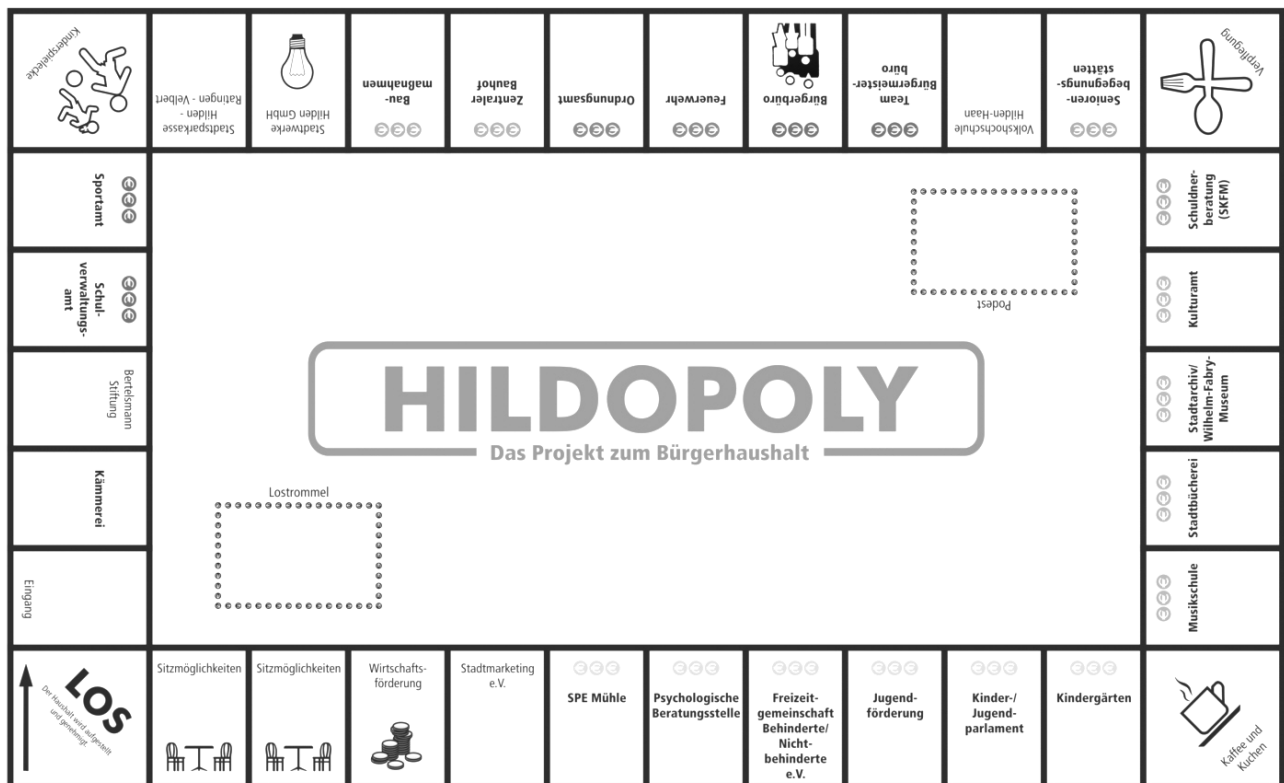 Kinderspielecke
Stadtsparkasse
Hilden -
Ratingen - Velbert
Stadtwerke
Hilden GmbH
Bau-
maßnahmen
Zentraler
Bauhof
Ordnungsamt
Feuerwehr
Bürgerbüro
Team
Bürgermeister-
büro
Volkshochschule
Hilden-Haan
Senioren-
begegnungs-
stätten
Verpflegung
Sportamt
Schul-
verwaltungs-
amt
Bertelsmann
Stiftung
Kämmerei
Eingang
Podest
HILDOPOLY
Das Projekt zum Bürgerhaushalt
Lostrommel
Schuldner-
beratung
(SKFM)
Kulturamt
Stadtarchiv/
Wilhelm-Fabry-
Museum
Stadtbücherei
Musikschule
LOS
Der Haushalt wird aufgestellt
und genehmigt.
Sitzmöglichkeiten
Sitzmöglichkeiten
Wirtschafts-
förderung
Stadtmarketing
e.V.
SPE Mühle
Psychologische
Beratungsstelle
Freizeit-
gemeinschaft
Behinderte/
Nicht-
behinderte
e.V.
Jugend-
förderung
Kinder-/
Jugend-
parlament
Kindergärten
Kaffee und
Kuchen